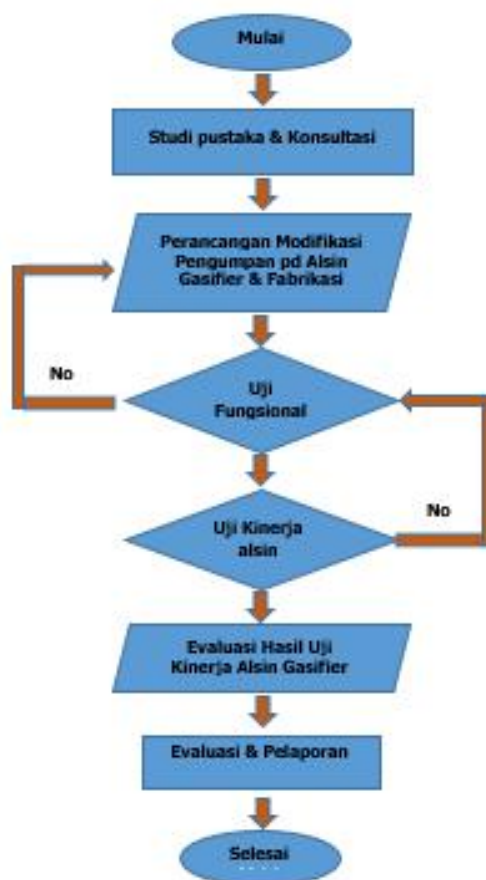 Mulai
Studi pustaka & Konsultasi
Perancangan Modifikasi
Pengumpan pd Alsin
Gasifier & Fabrikasi
No
Uji
Fungsional
Uji Kinerja
alsin
No
Evaluasi Hasil Uji
Kinerja Alsin Gasifier
Evaluasi & Pelaporan
Selesai